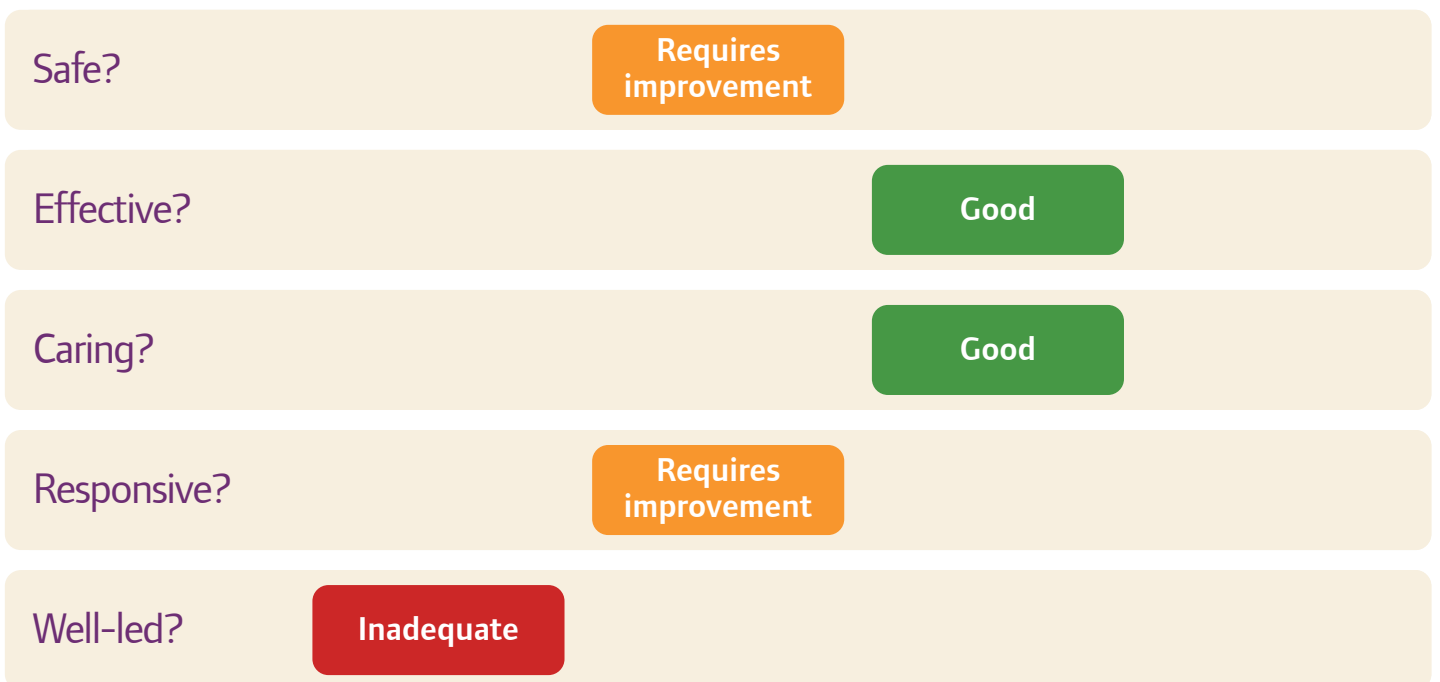 Safe?
Requires
improvement
Effective?
Good
Caring?
Good
Responsive?
Requires
improvement
Well-led?
Inadequate